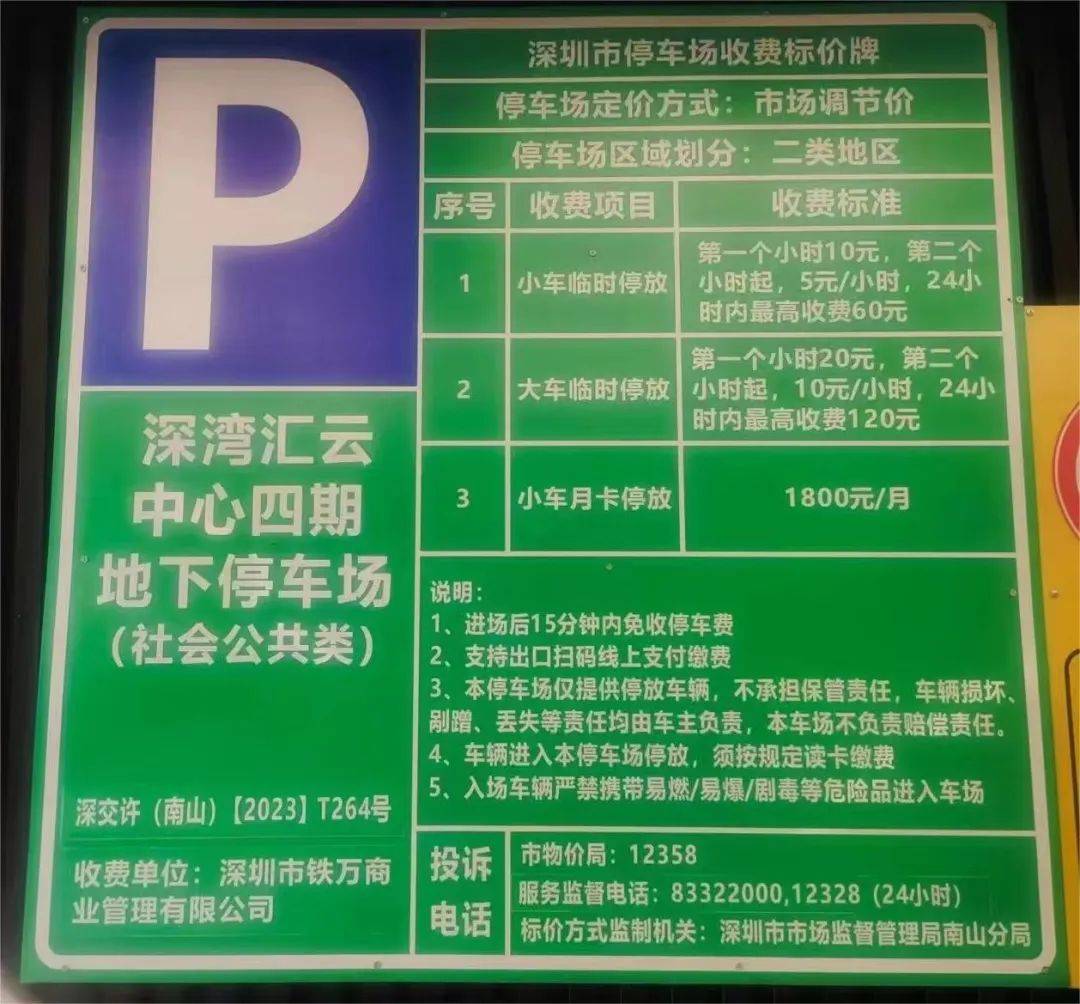 P
深湾汇云
中心四期
地下停车场
（社会公共类）
深交许（南山）【2023】T264号
收费单位：深圳市铁万商
业管理有限公司
深圳市停车场收费标价牌
停车场定价方式：市场调节价
停车场区域划分：二类地区
序号 收费项目 收费标准
1 小车临时停放 第一个小时10元，第二个
小时起，5元/小时，24小
时内最高收费60元
2 大车临时停放 第一个小时20元，第二个
小时起，10元/小时，24小
时内最高收费120元
3 小车月卡停放 1800元/月
说明：
1、进场后15分钟内免收停车费
2、支持出口扫码线上支付缴费
3、本停车场仅提供停放车辆，不承担保管责任，车辆损坏、
剐蹭、丢失等责任均由车主负责，本车场不负责赔偿责任。
4、车辆进入本停车场停放，须按规定读卡缴费
5、入场车辆严禁携带易燃/易爆/剧毒等危险品进入车场
投诉
电话
市物价局：12358
服务监督电话：83322000,12328（24小时）
标价方式监制机关：深圳市市场监督管理局南山分局